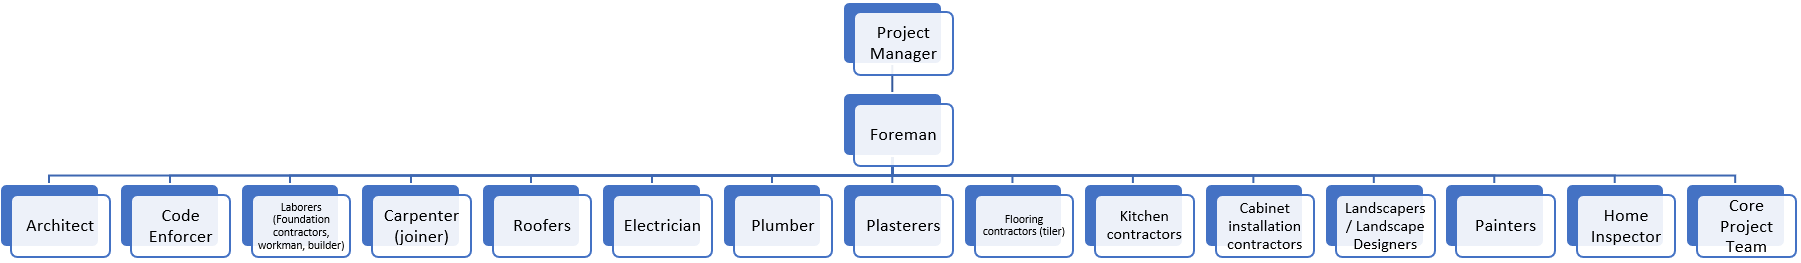 Project
Manager
Foreman
Architect
Code
Enforcer
Laborers
(Foundation
contractors,
workman, builder)
Carpenter
(joiner)
Roofers
Electrician
Plumber
Plasterers
Flooring
contractors (tiler)
Kitchen
contractors
Cabinet
installation
contractors
Landscapers
/ Landscape
Designers
Painters
Home
Inspector
Core
Project
Team